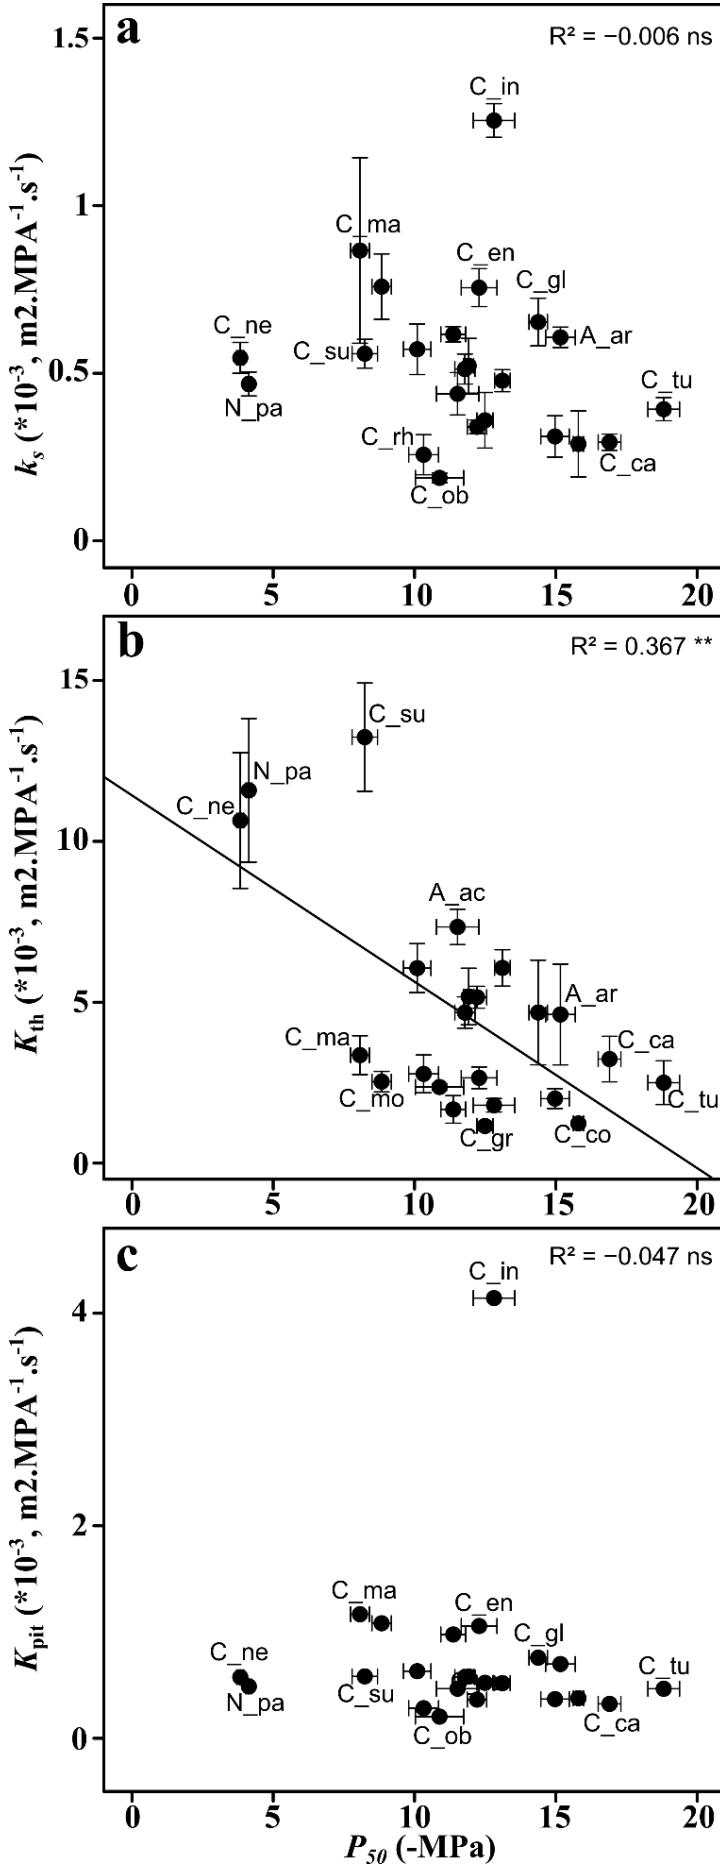 a
R² = −0.006 ns
C_in
C_ma
C_en
C_gl
C_ne
C_su
A_ar
N_pa
C_tu
C_rh
C_ca
C_ob
1.5
1
0.5
0
ks (*10-3, m2.MPA-1.s-1)
0 5 10 15 20
b
R² = 0.367 **
C_su
N_pa
C_ne
A_ac
A_ar
C_ma
C_ca
C_mo
C_tu
C_gr
C_co
15
10
5
0
Kth (*10-3, m2.MPA-1.s-1)
0 5 10 15 20
c
R² = −0.047 ns
C_in
C_ma
C_en
C_gl
C_ne
C_tu
C_su
N_pa
C_ca
C_ob
4
2
0
Kpit (*10-3, m2.MPA-1.s-1)
0 5 10 15 20
P50 (-MPa)